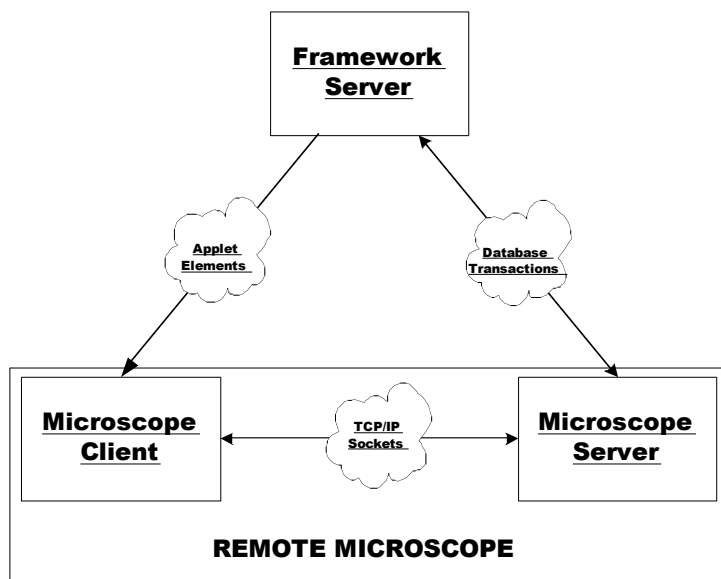 Framework
Server
Applet
Elements
Database
Transactions
Microscope
Client
TCP/IP
Sockets
Microscope
Server
REMOTE MICROSCOPE